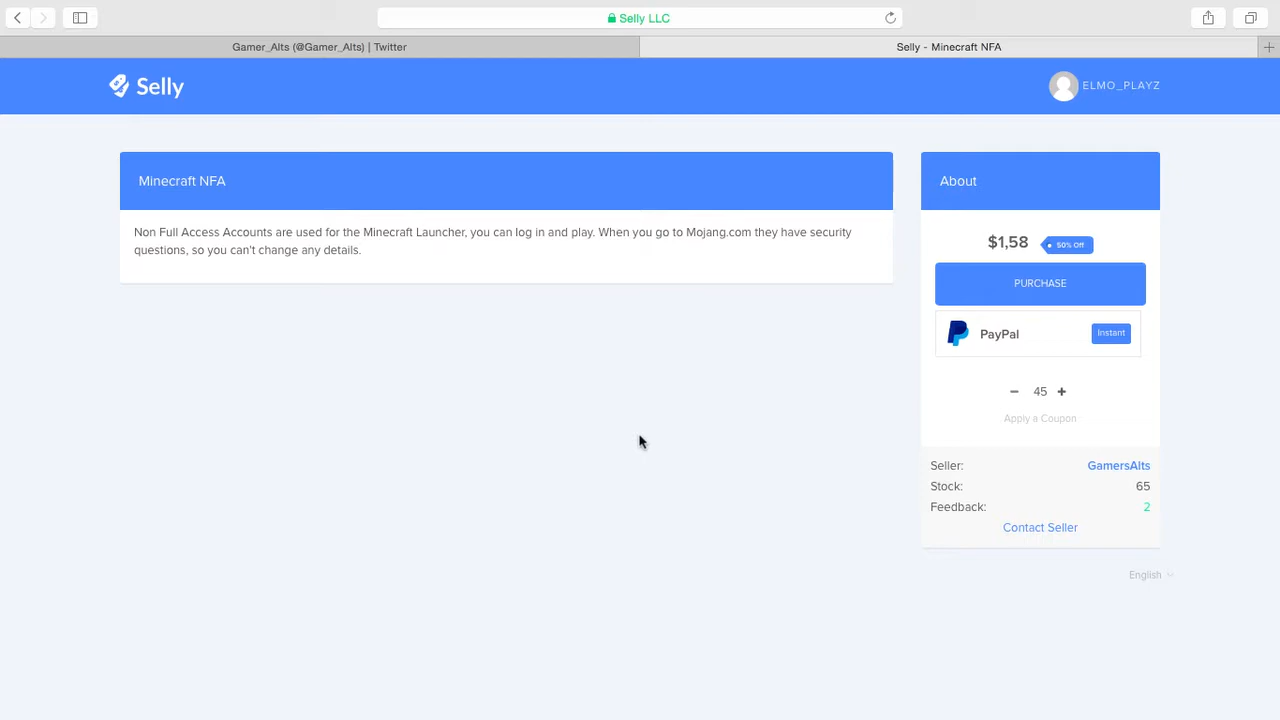 Selly LLC
Gamer_Alts (@Gamer_Alts) | Twitter
Selly - Minecraft NFA
Selly
ELMO_PLAYZ
Minecraft NFA
Non Full Access Accounts are used for the Minecraft Launcher, you can log in and play. When you go to Mojang.com they have security
questions, so you can't change any details.
About
$1,58
50% Off
PURCHASE
PayPal
Instant
− 45 +
Apply a Coupon
Seller: GamersAlts
Stock: 65
Feedback: 2
Contact Seller
English